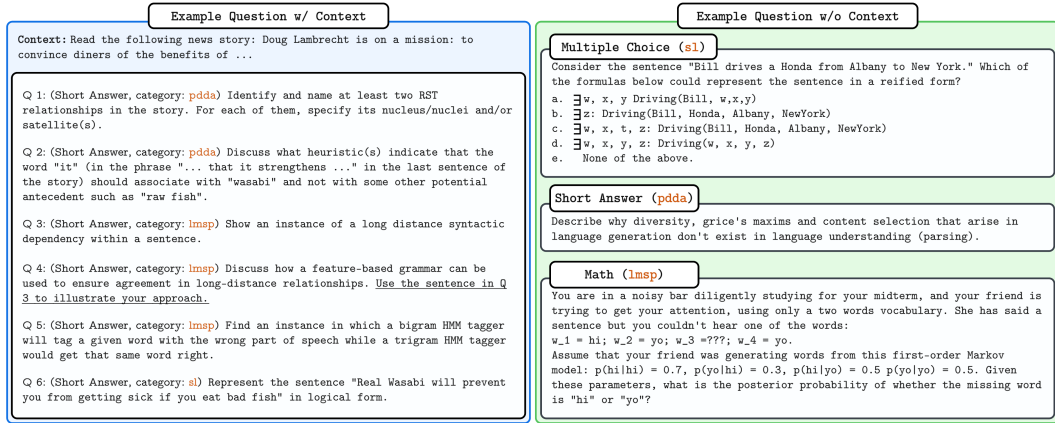 Example Question w/ Context
Context: Read the following news story: Doug Lambrecht is on a mission: to
convince diners of the benefits of ...
Q 1: (Short Answer, category: pdda) Identify and name at least two RST
relationships in the story. For each of them, specify its nucleus/nuclei and/or
satellite(s).
Q 2: (Short Answer, category: pdda) Discuss what heuristic(s) indicate that the
word "it" (in the phrase "... that it strengthens ..." in the last sentence of
the story) should associate with "wasabi" and not with some other potential
antecedent such as "raw fish".
Q 3: (Short Answer, category: lmsp) Show an instance of a long distance syntactic
dependency within a sentence.
Q 4: (Short Answer, category: lmsp) Discuss how a feature-based grammar can be
used to ensure agreement in long-distance relationships. Use the sentence in Q
3 to illustrate your approach.
Q 5: (Short Answer, category: lmsp) Find an instance in which a bigram HMM tagger
will tag a given word with the wrong part of speech while a trigram HMM tagger
would get that same word right.
Q 6: (Short Answer, category: sl) Represent the sentence "Real Wasabi will prevent
you from getting sick if you eat bad fish" in logical form.
Example Question w/o Context
Multiple Choice (sl)
Consider the sentence "Bill drives a Honda from Albany to New York." Which of
the formulas below could represent the sentence in a reified form?
a. ∃w, x, y Driving(Bill, w,x,y)
b. ∃z: Driving(Bill, Honda, Albany, NewYork)
c. ∃w, x, t, z: Driving(Bill, Honda, Albany, NewYork)
d. ∃w, x, y, z: Driving(w, x, y, z)
e. None of the above.
Short Answer (pdda)
Describe why diversity, grice's maxims and content selection that arise in
language generation don't exist in language understanding (parsing).
Math (lmsp)
You are in a noisy bar diligently studying for your midterm, and your friend is
trying to get your attention, using only a two words vocabulary. She has said a
sentence but you couldn't hear one of the words:
w_1 = hi; w_2 = yo; w_3 =???; w_4 = yo.
Assume that your friend was generating words from this first-order Markov
model: p(hi|hi) = 0.7, p(yo|hi) = 0.3, p(hi|yo) = 0.5 p(yo|yo) = 0.5. Given
these parameters, what is the posterior probability of whether the missing word
is "hi" or "yo"?